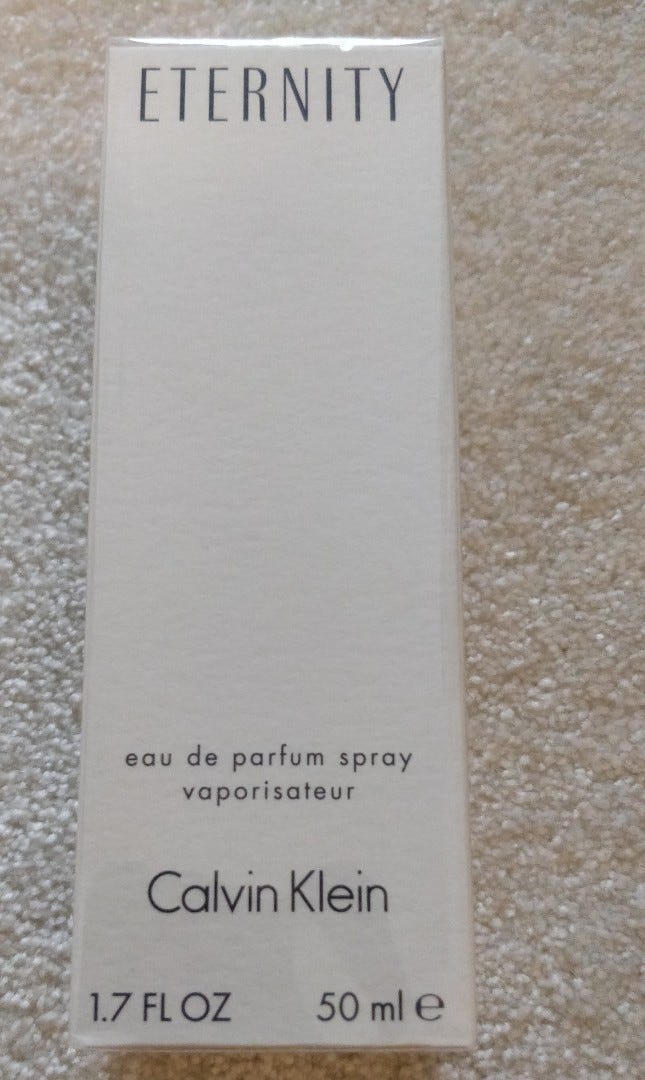 ETERNITY
eau de parfum spray
vaporisateur
Calvin Klein
1.7 FL OZ 50 ml ℮